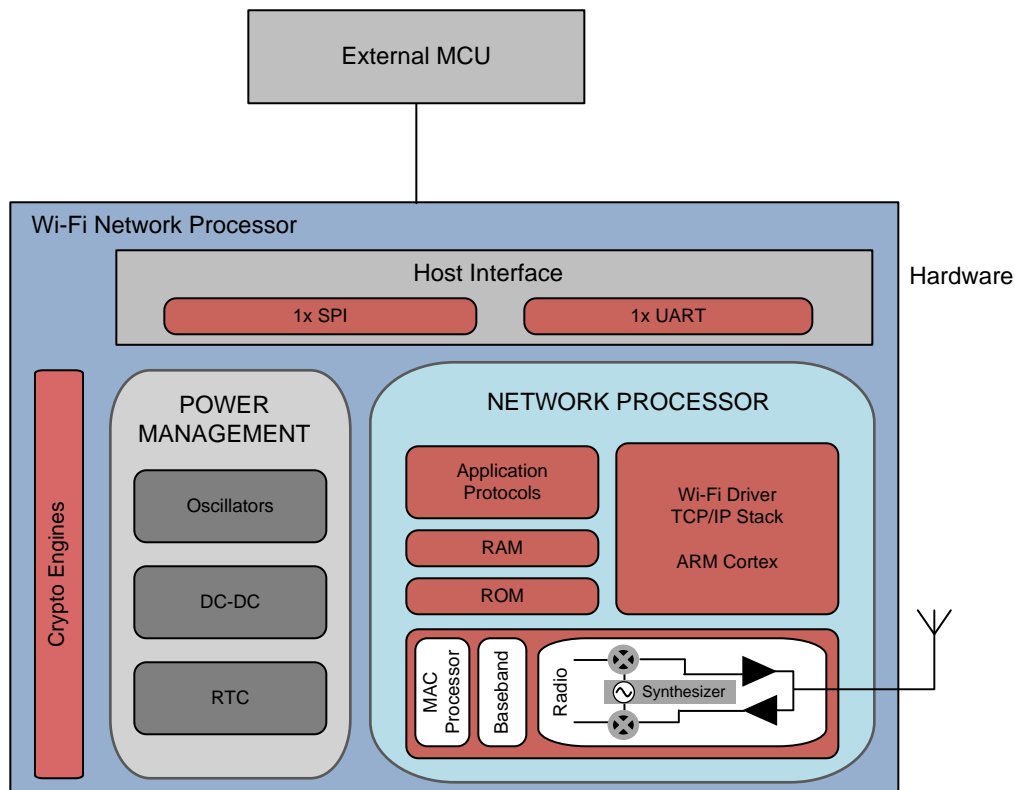 External MCU
Wi-Fi Network Processor
Host Interface
Hardware
1x SPI
1x UART
Crypto Engines
POWER
MANAGEMENT
Oscillators
DC-DC
RTC
NETWORK PROCESSOR
Application
Protocols
RAM
ROM
Wi-Fi Driver
TCP/IP Stack
ARM Cortex
MAC
Processor
Baseband
Radio
Synthesizer